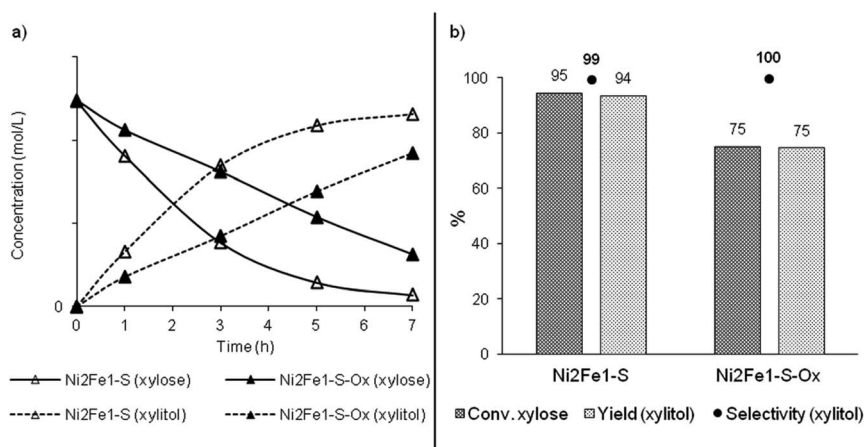 a)
Concentration (mol/L)
0
0 1 2 3 4 5 6 7
Time (h)
Ni2Fe1-S (xylose)
Ni2Fe1-S-Ox (xylose)
Ni2Fe1-S (xylitol)
Ni2Fe1-S-Ox (xylitol)
b)
99
100
95
94
75
75
100
80
60
40
20
0
%
Ni2Fe1-S
Ni2Fe1-S-Ox
Conv. xylose
Yield (xylitol)
Selectivity (xylitol)